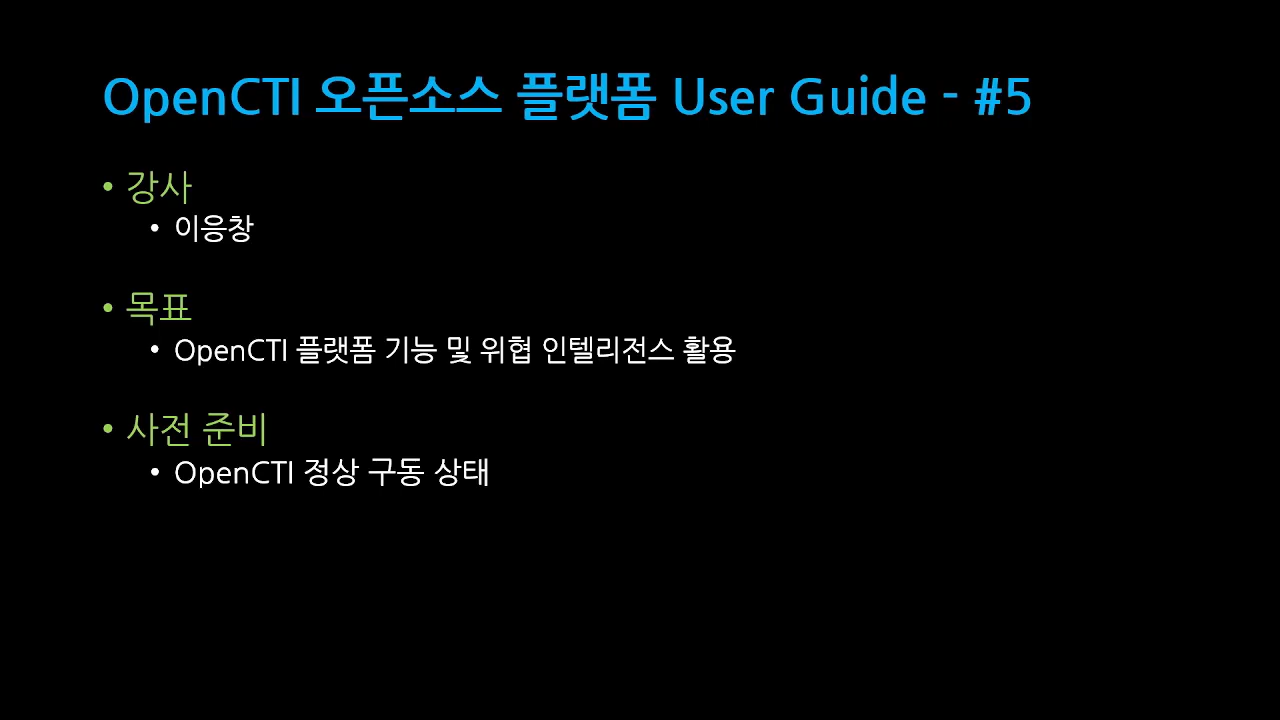 OpenCTI 오픈소스 플랫폼 User Guide - #5
• 강사
• 이응창
• 목표
• OpenCTI 플랫폼 기능 및 위협 인텔리전스 활용
• 사전 준비
• OpenCTI 정상 구동 상태